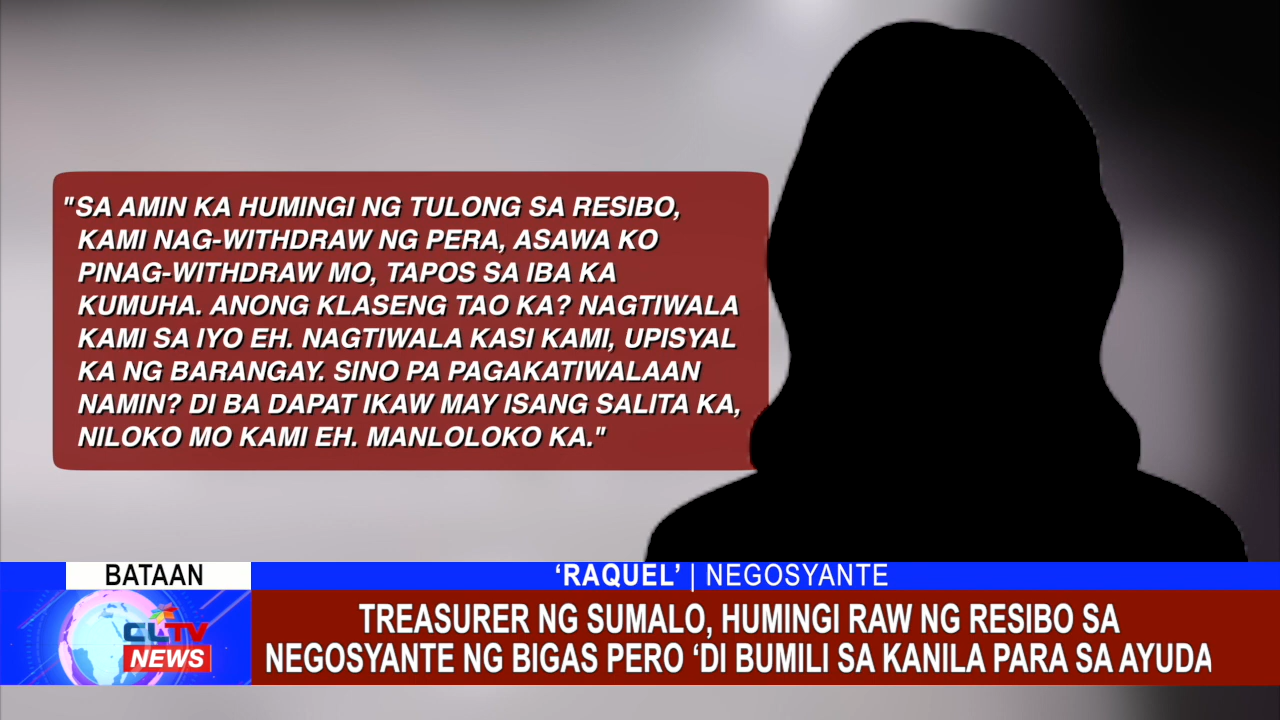 "SA AMIN KA HUMINGI NG TULONG SA RESIBO,
KAMI NAG-WITHDRAW NG PERA, ASAWA KO
PINAG-WITHDRAW MO, TAPOS SA IBA KA
KUMUHA. ANONG KLASENG TAO KA? NAGTIWALA
KAMI SA IYO EH. NAGTIWALA KASI KAMI, UPISYAL
KA NG BARANGAY. SINO PA PAGAKATIWALAAN
NAMIN? DI BA DAPAT IKAW MAY ISANG SALITA KA,
NILOKO MO KAMI EH. MANLOLOKO KA."
BATAAN
‘RAQUEL’ | NEGOSYANTE
CLTV
NEWS
TREASURER NG SUMALO, HUMINGI RAW NG RESIBO SA
NEGOSYANTE NG BIGAS PERO ‘DI BUMILI SA KANILA PARA SA AYUDA